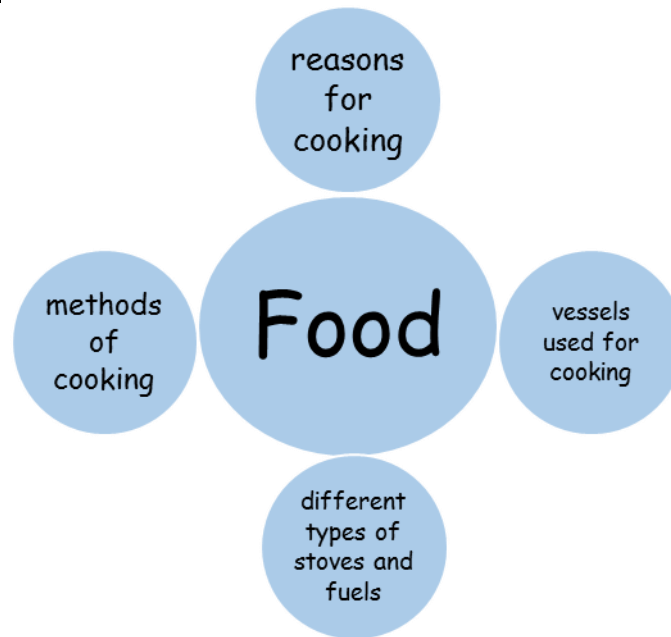 reasons
for
cooking
methods
of
cooking
Food
vessels
used for
cooking
different
types of
stoves and
fuels